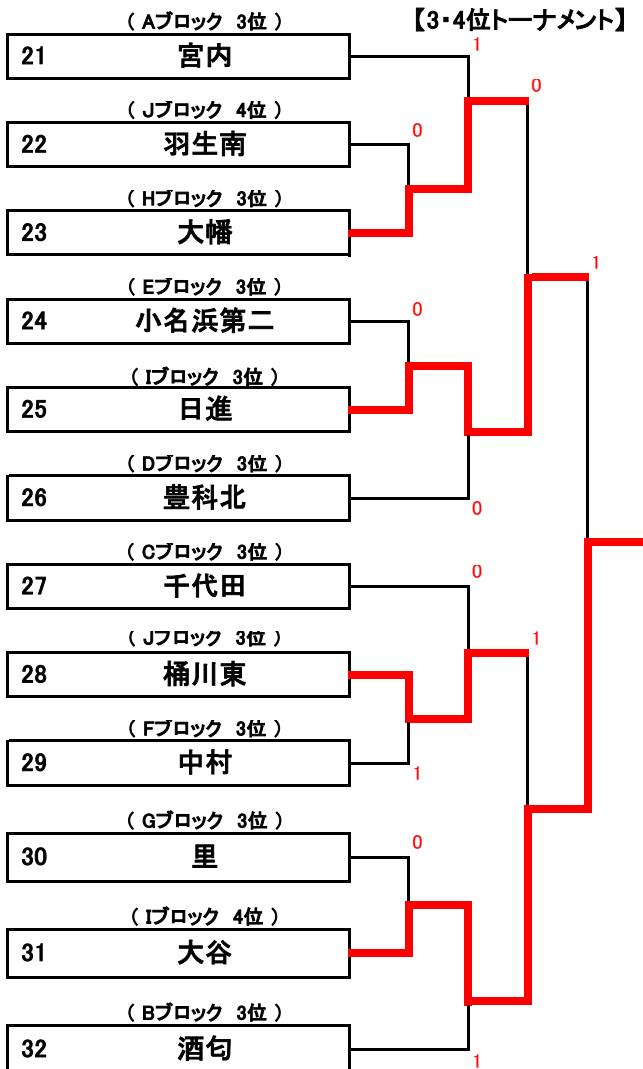 【3・4位トーナメント】
( Aブロック 3位 )
21 宮内
1
0
( Jブロック 4位 )
22 羽生南
0
( Hブロック 3位 )
23 大幡
1
( Eブロック 3位 )
24 小名浜第二
0
( Iブロック 3位 )
25 日進
( Dブロック 3位 )
26 豊科北
0
( Cブロック 3位 )
27 千代田
0
( Jフロック 3位 )
28 桶川東
1
( Fブロック 3位 )
29 中村
1
( Gブロック 3位 )
30 里
0
( Iブロック 4位 )
31 大谷
( Bブロック 3位 )
32 酒匂
1